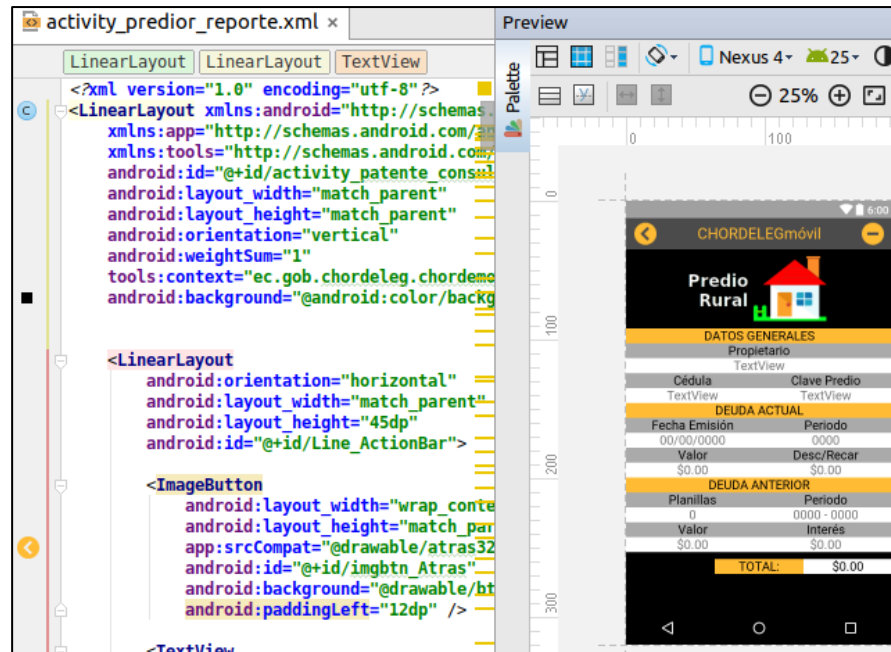 activity_predior_reporte.xml ×
LinearLayout LinearLayout TextView
<?xml version="1.0" encoding="utf-8"?>
<LinearLayout xmlns:android="http://schemas.
xmlns:app="http://schemas.android.com/
xmlns:tools="http://schemas.android.com/
android:id="@+id/activity_patente_consul
android:layout_width="match_parent"
android:layout_height="match_parent"
android:orientation="vertical"
android:weightSum="1"
tools:context="ec.gob.chordeleg.chordemo
android:background="@android:color/backg
<LinearLayout
android:orientation="horizontal"
android:layout_width="match_parent"
android:layout_height="45dp"
android:id="@+id/Line_ActionBar">
<ImageButton
android:layout_width="wrap_conte
android:layout_height="match_par
app:srcCompat="@drawable/atras32
android:id="@+id/imgbtn_Atras"
android:background="@drawable/bt
android:paddingLeft="12dp" />
<TextView
Preview
Palette
Nexus 4 25
25%
0 100
0
100
200
300
6:00
CHORDELEGmóvil
Predio
Rural
DATOS GENERALES
Propietario
TextView
Cédula Clave Predio
TextView TextView
DEUDA ACTUAL
Fecha Emisión Periodo
00/00/0000 0000
Valor Desc/Recar
$0.00 $0.00
DEUDA ANTERIOR
Planillas Periodo
0 0000 - 0000
Valor Interés
$0.00 $0.00
TOTAL: $0.00